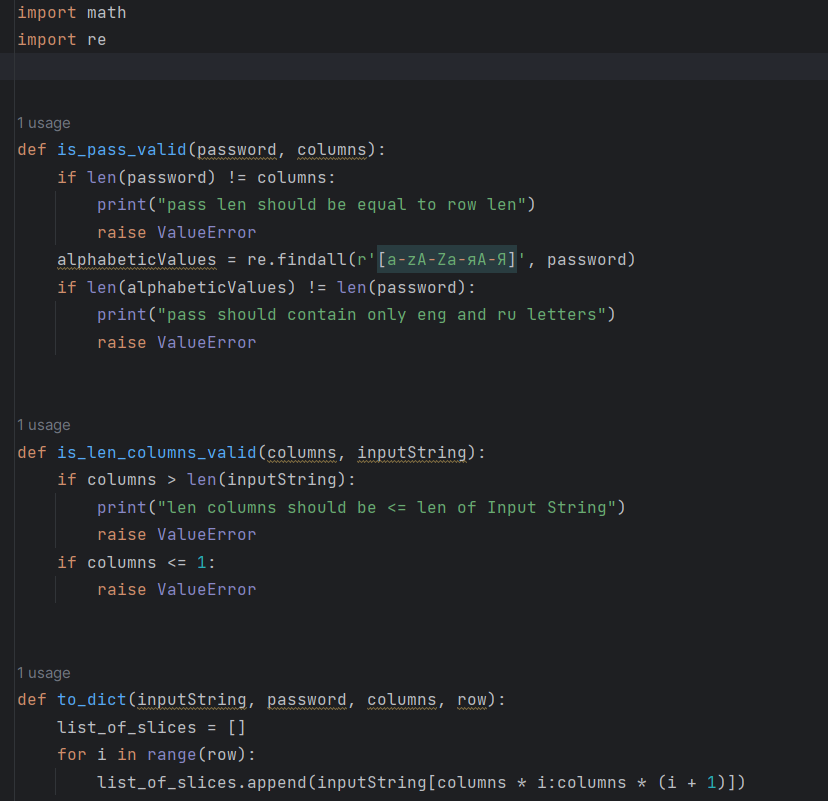 import math
import re
1 usage
def is_pass_valid(password, columns):
    if len(password) != columns:
        print("pass len should be equal to row len")
        raise ValueError
    alphabeticValues = re.findall(r'[a-zA-Zа-яА-Я]', password)
    if len(alphabeticValues) != len(password):
        print("pass should contain only eng and ru letters")
        raise ValueError
1 usage
def is_len_columns_valid(columns, inputString):
    if columns > len(inputString):
        print("len columns should be <= len of Input String")
        raise ValueError
    if columns <= 1:
        raise ValueError
1 usage
def to_dict(inputString, password, columns, row):
    list_of_slices = []
    for i in range(row):
        list_of_slices.append(inputString[columns * i:columns * (i + 1)])